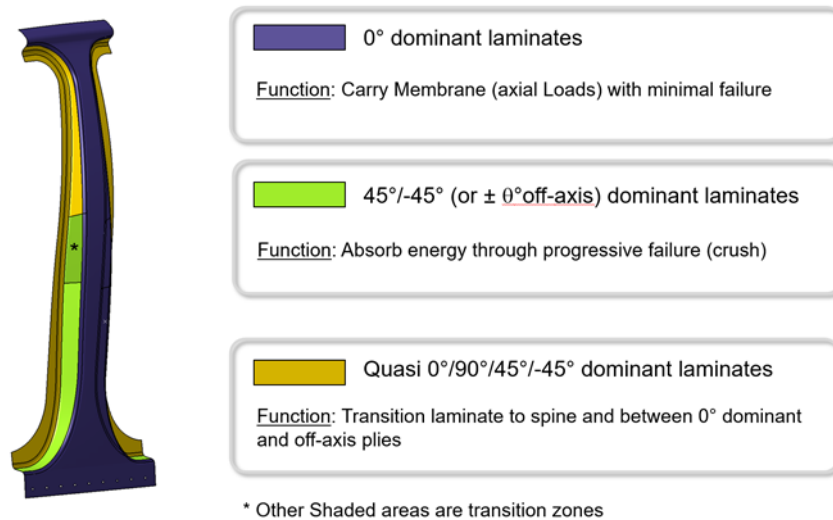 0° dominant laminates
Function: Carry Membrane (axial Loads) with minimal failure
45°/-45° (or ± θ°off-axis) dominant laminates
Function: Absorb energy through progressive failure (crush)
*
Quasi 0°/90°/45°/-45° dominant laminates
Function: Transition laminate to spine and between 0° dominant
and off-axis plies
* Other Shaded areas are transition zones